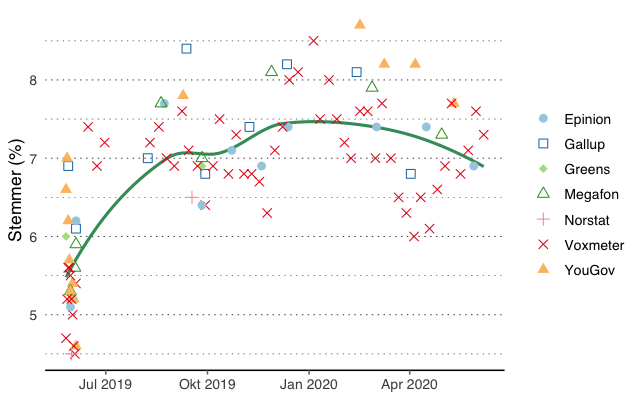 Stemmer (%)
8
7
6
5
Jul 2019
Okt 2019
Jan 2020
Apr 2020
Epinion
Gallup
Greens
Megafon
Norstat
Voxmeter
YouGov